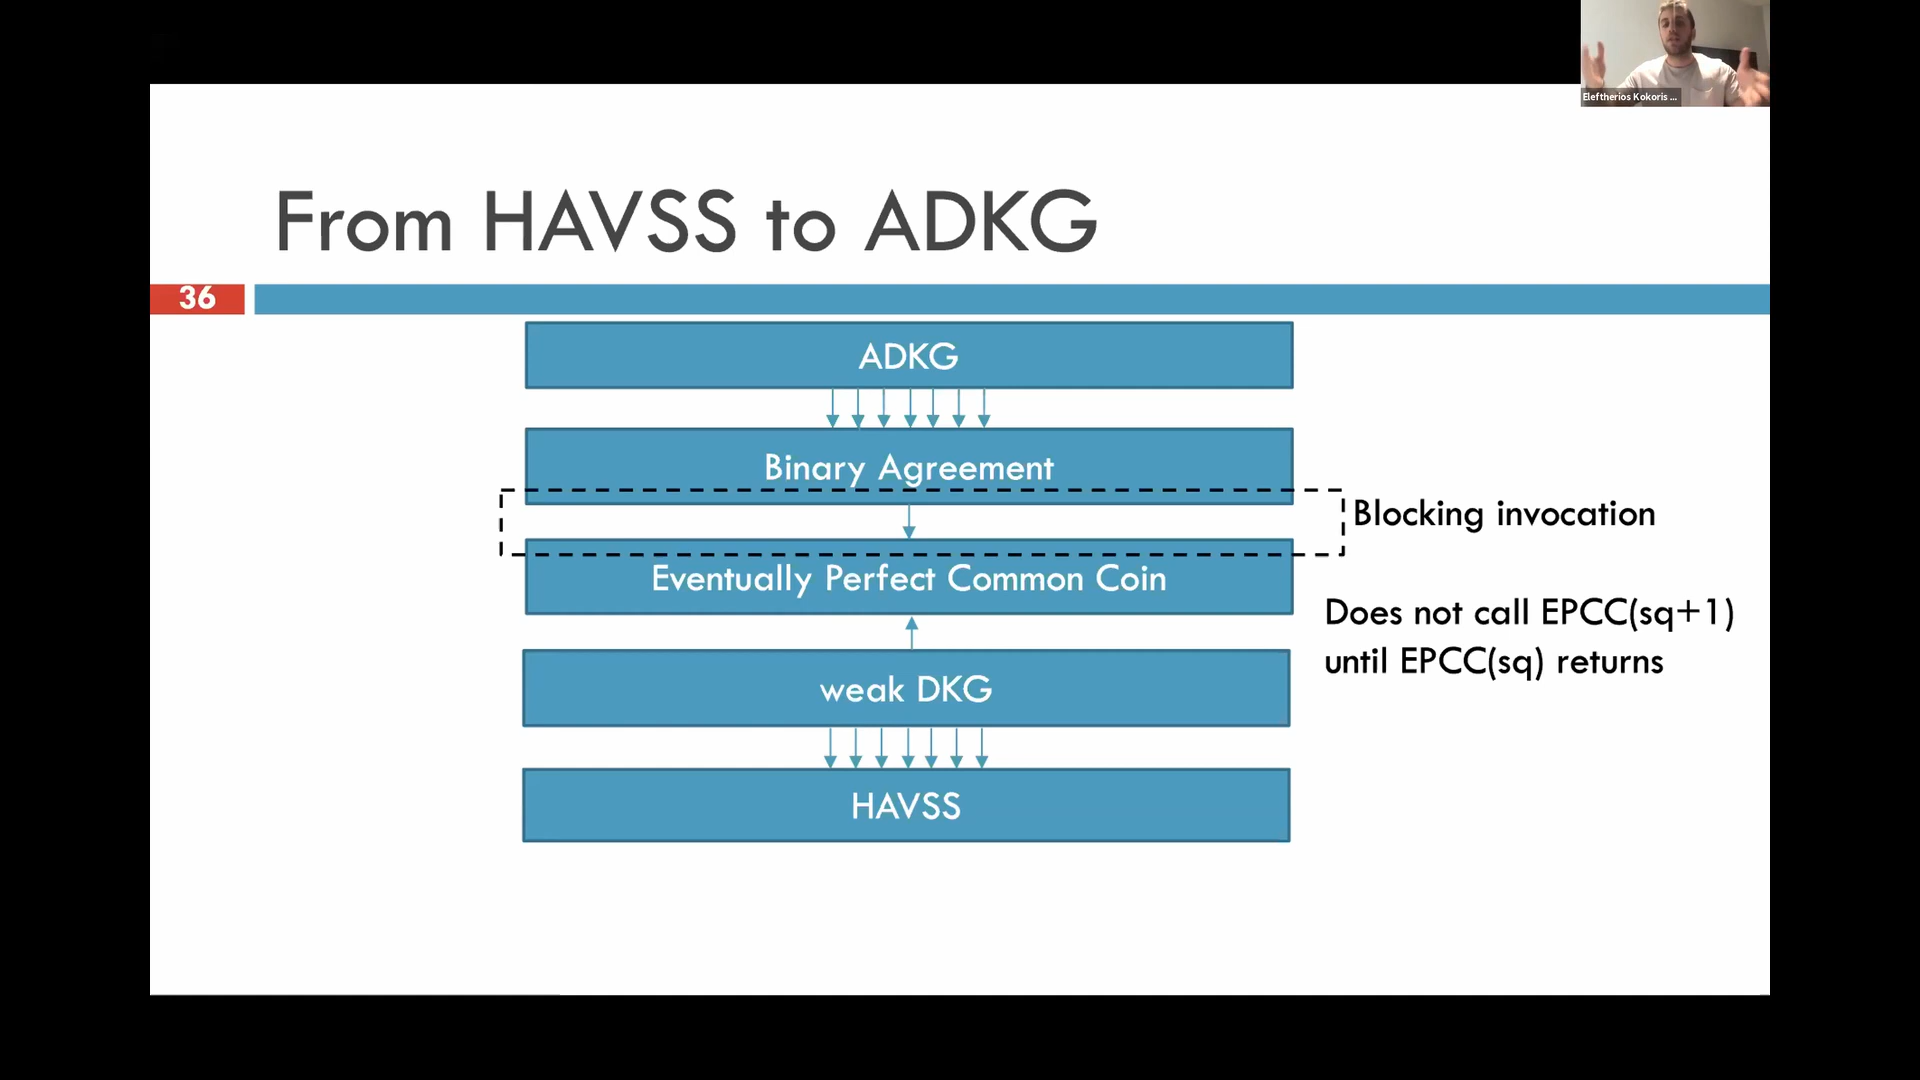 Eleftherios Kokoris ...
From HAVSS to ADKG
36
ADKG
Binary Agreement
Blocking invocation
Eventually Perfect Common Coin
Does not call EPCC(sq+1)
until EPCC(sq) returns
weak DKG
HAVSS